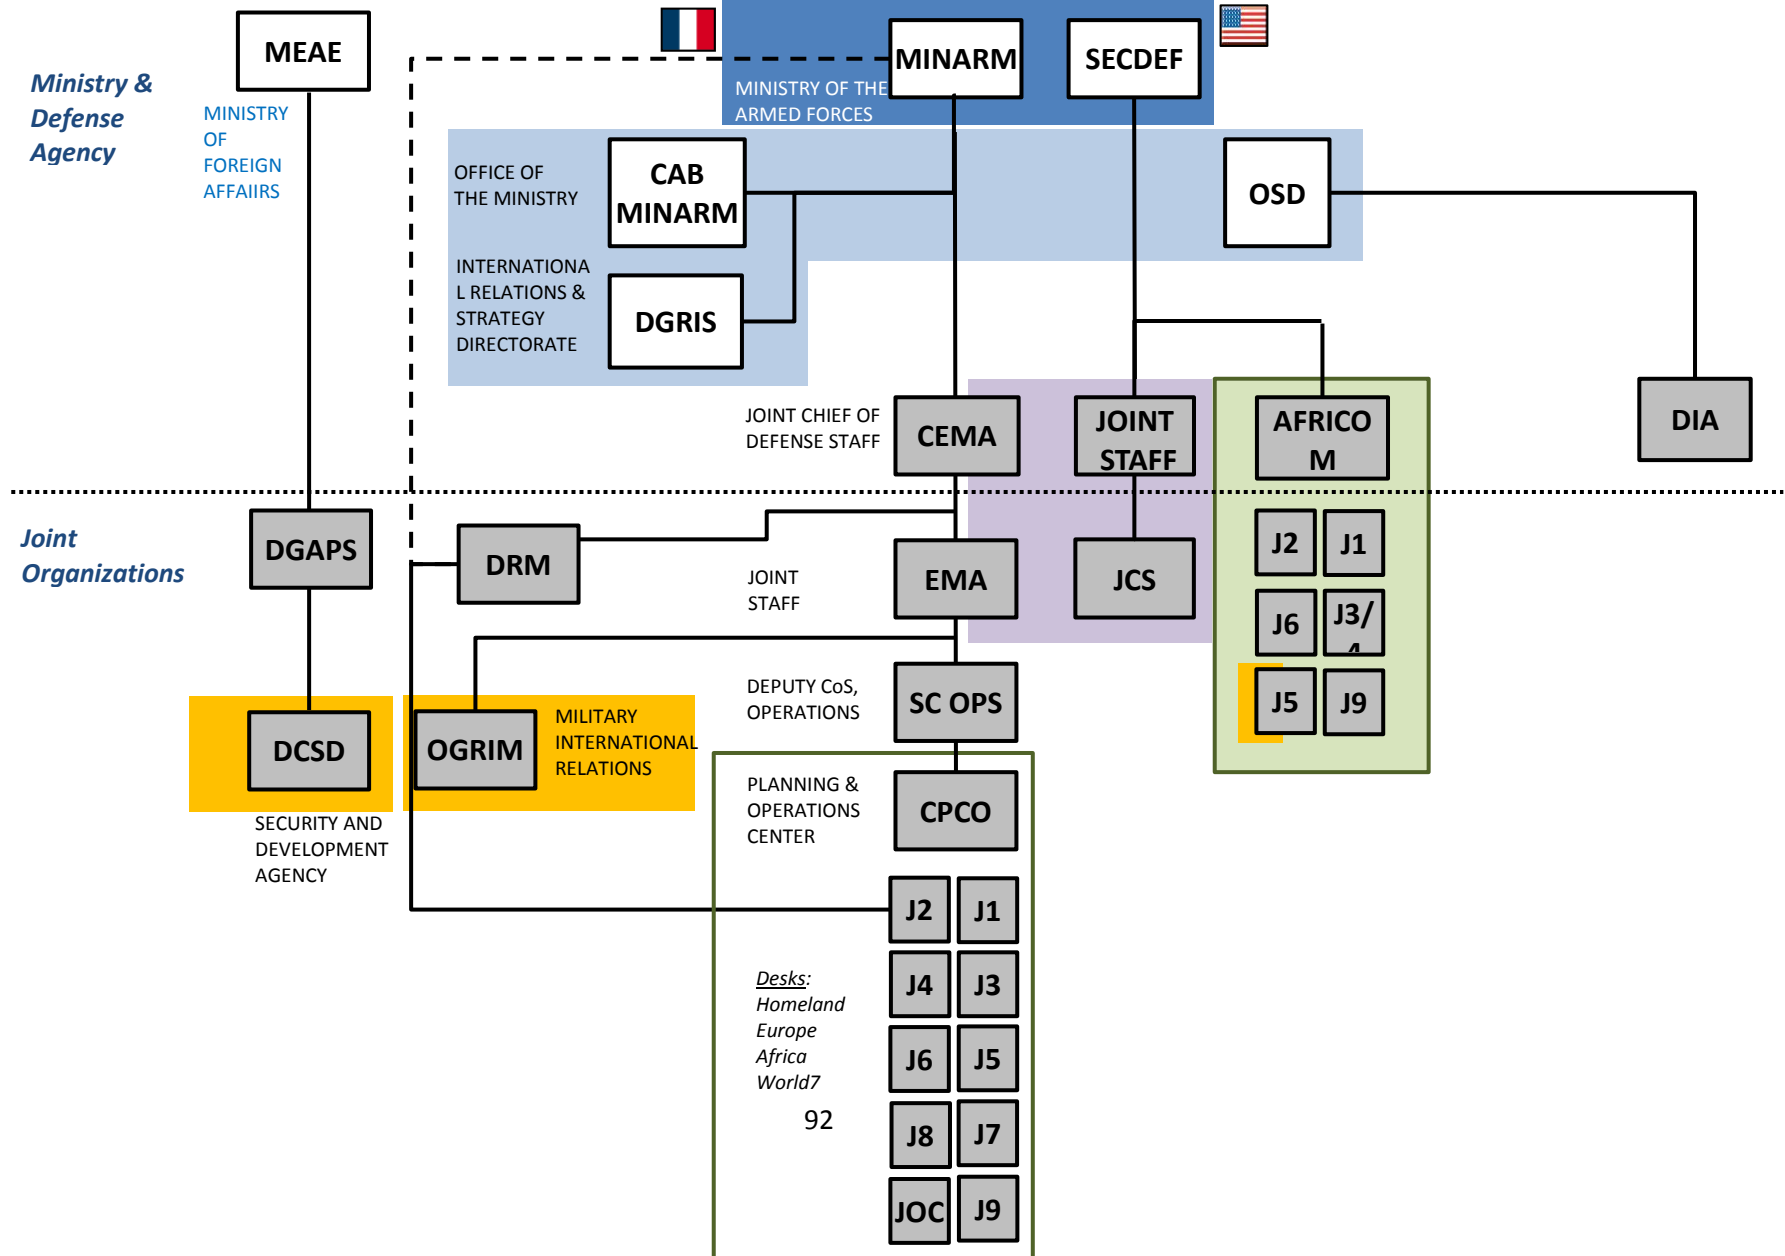 Ministry &
Defense
Agency
MEAE
MINISTRY
OF
FOREIGN
AFFAIIRS
MINARM
SECDEF
MINISTRY OF THE
ARMED FORCES
OFFICE OF
THE MINISTRY
CAB
MINARM
OSD
INTERNATIONA
L RELATIONS &
STRATEGY
DIRECTORATE
DGRIS
JOINT CHIEF OF
DEFENSE STAFF
CEMA
JOINT
STAFF
AFRICO
M
DIA
Joint
Organizations
DGAPS
DRM
JOINT
STAFF
EMA
JCS
J2
J1
J6
J3/
4
J5
J9
DEPUTY CoS,
OPERATIONS
SC OPS
DCSD
OGRIM
MILITARY
INTERNATIONAL
RELATIONS
SECURITY AND
DEVELOPMENT
AGENCY
PLANNING &
OPERATIONS
CENTER
CPCO
J2
J1
J4
J3
Desks:
Homeland
Europe
Africa
World7
92
J6
J5
J8
J7
JOC
J9